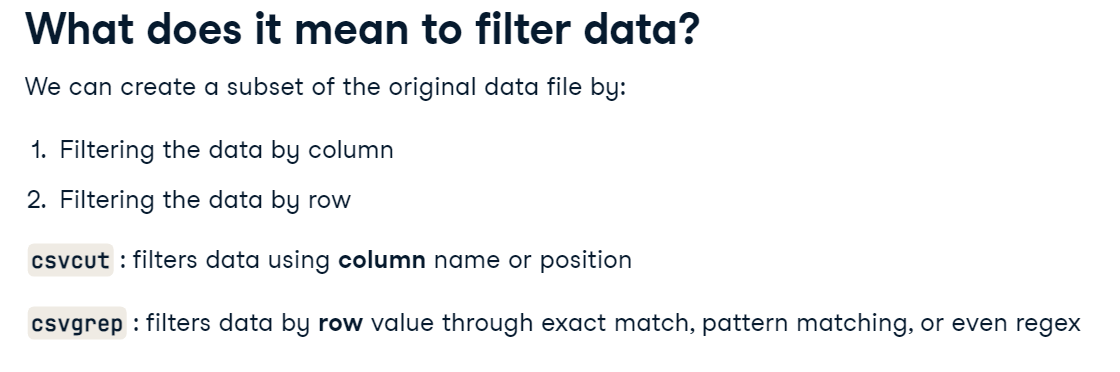 What does it mean to filter data?
We can create a subset of the original data file by:
1. Filtering the data by column
2. Filtering the data by row
csvcut : filters data using column name or position
csvgrep : filters data by row value through exact match, pattern matching, or even regex